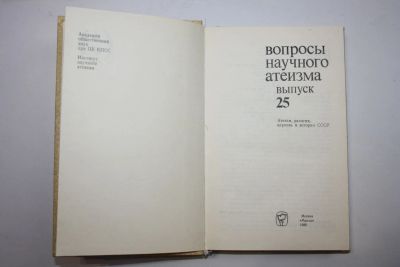 Академия
общественных
наук
при ЦК КПСС
Институт
научного
атеизма
вопросы
научного
атеизма
выпуск
25
Атеизм, религия,
церковь в истории СССР
Москва
«Мысль»
1980